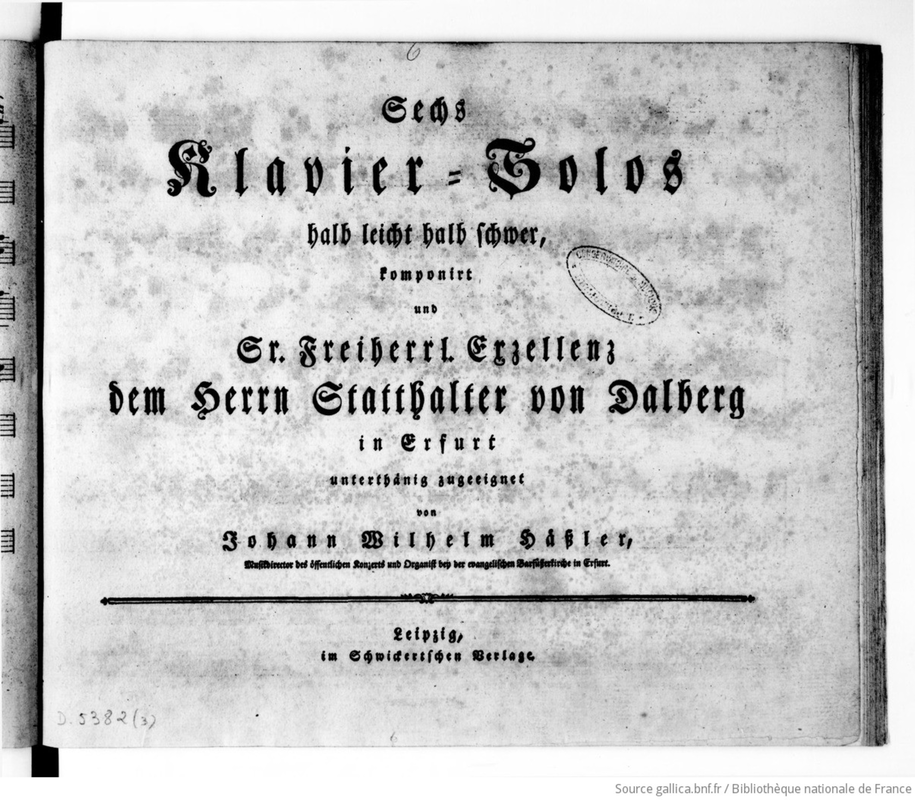 6
Sechs
Klavier-Solos
halb leicht halb schwer,
komponirt
und
Sr. Freiherrl. Exzellenz
dem Herrn Statthalter von Dalberg
in Erfurt
unterthänig zugeeignet
von
Johann Wilhelm Häßler,
Musikdirector des öffentlichen Konzerts und Organist bey der evangelischen Barfüßerkirche in Erfurt.
Leipzig,
im Schwickertschen Verlage.
D. 5382 (3)
Source gallica.bnf.fr / Bibliothèque nationale de France